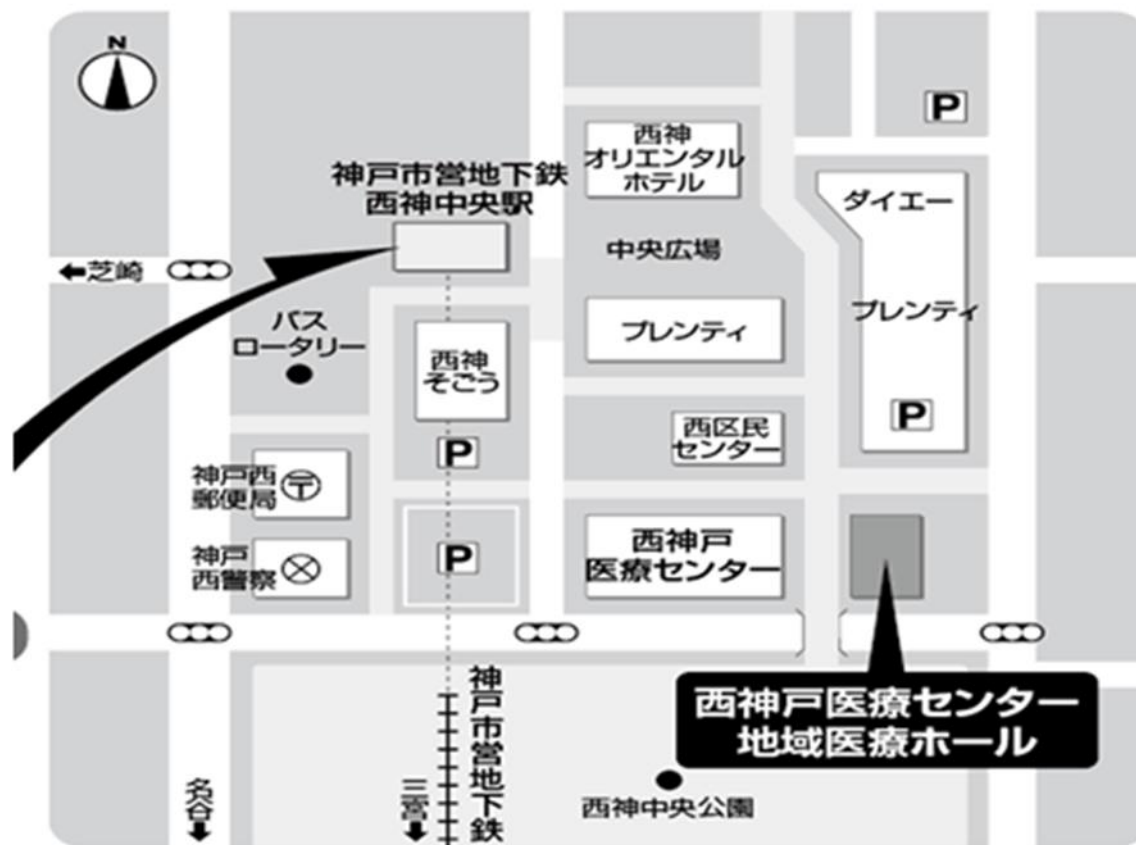 N
P
西神
オリエンタル
ホテル
神戸市営地下鉄
西神中央駅
ダイエー
中央広場
←芝崎
バス
ロータリー
プレンティ
プレンティ
西神
そごう
P
西区民
センター
P
神戸西
郵便局
〒
西神戸
医療センター
神戸
西警察
P
西神戸医療センター
地域医療ホール
神戸市営地下鉄
三宮
名谷
西神中央公園